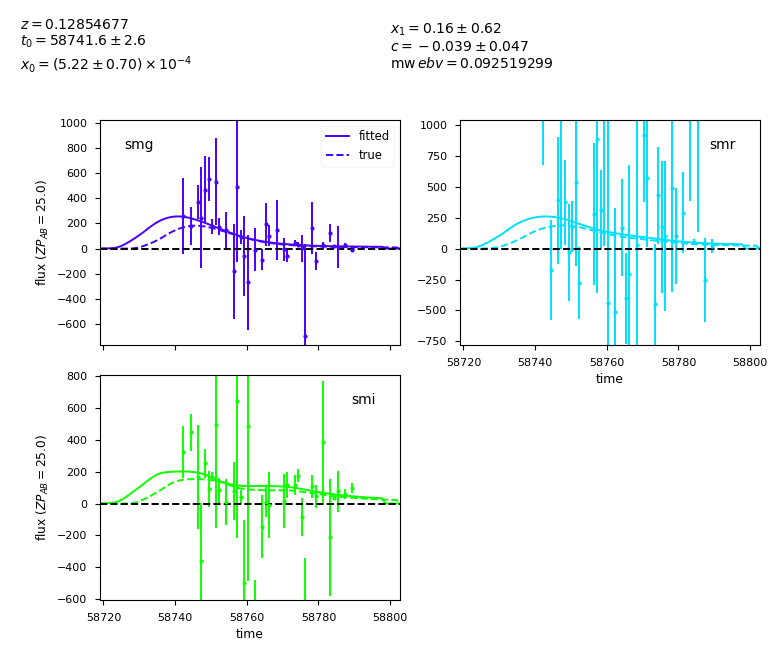 z = 0.12854677
t₀ = 58741.6 ± 2.6
x₀ = (5.22 ± 0.70) × 10⁻⁴
x₁ = 0.16 ± 0.62
c = −0.039 ± 0.047
mw ebv = 0.092519299
smg
fitted
true
1000
800
600
400
200
0
−200
−400
−600
flux (ZP_AB = 25.0)
smr
1000
750
500
250
0
−250
−500
−750
58720 58740 58760 58780 58800
time
smi
800
600
400
200
0
−200
−400
−600
flux (ZP_AB = 25.0)
58720 58740 58760 58780 58800
time